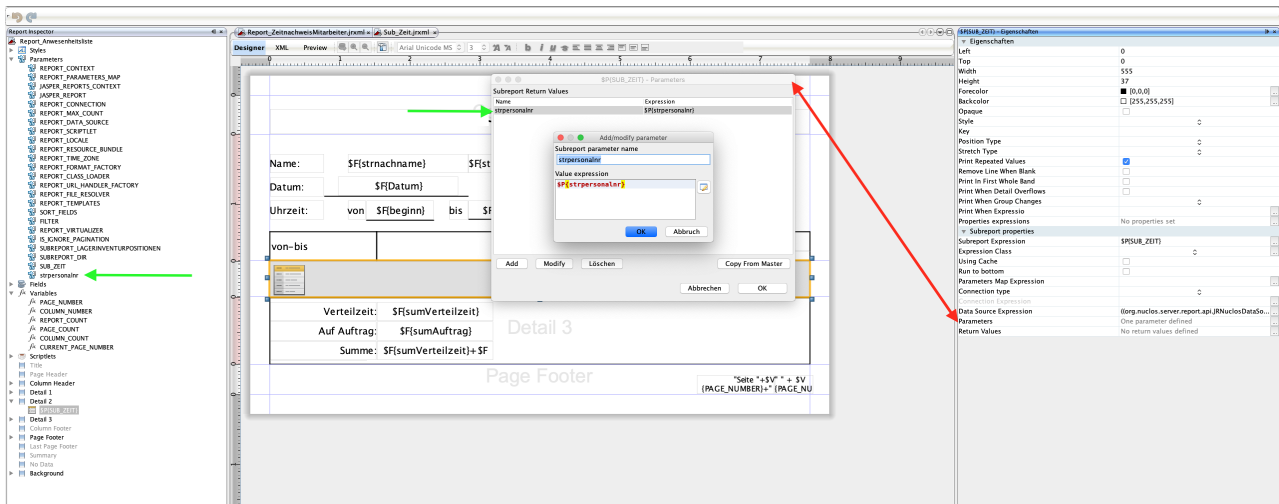 Report Inspector
Report_Anwesenheitsliste
Styles
Parameters
REPORT_CONTEXT
REPORT_PARAMETERS_MAP
JASPER_REPORTS_CONTEXT
JASPER_REPORT
REPORT_CONNECTION
REPORT_MAX_COUNT
REPORT_DATA_SOURCE
REPORT_SCRIPTLET
REPORT_LOCALE
REPORT_RESOURCE_BUNDLE
REPORT_TIME_ZONE
REPORT_FORMAT_FACTORY
REPORT_CLASS_LOADER
REPORT_URL_HANDLER_FACTORY
REPORT_FILE_RESOLVER
REPORT_TEMPLATES
SORT_FIELDS
FILTER
REPORT_VIRTUALIZER
IS_IGNORE_PAGINATION
SUBREPORT_LAGERINVENTURPOSITIONEN
SUBREPORT_DIR
SUB_ZEIT
strpersonalnr
Fields
Variables
PAGE_NUMBER
COLUMN_NUMBER
REPORT_COUNT
PAGE_COUNT
COLUMN_COUNT
CURRENT_PAGE_NUMBER
Scriptlets
Title
Page Header
Column Header
Detail 1
Detail 2
$P{SUB_ZEIT}
Detail 3
Column Footer
Page Footer
Last Page Footer
Summary
No Data
Background
Report_ZeitnachweisMitarbeiter.jrxml Sub_Zeit.jrxml
Designer XML Preview Arial Unicode MS 3 b i u
0 1 2 3 4 5 6 7 8 9
Name: $F{strnachname} $F{st
Datum: $F{Datum}
Uhrzeit: von $F{beginn} bis $F
von-bis
Verteilzeit: $F{sumVerteilzeit}
Auf Auftrag: $F{sumAuftrag}
Summe: $F{sumVerteilzeit}+$F
Detail 3
Page Footer
"Seite "+$V" " + $V
{PAGE_NUMBER}+" {PAGE_NU
$P{SUB_ZEIT} - Parameters
Subreport Return Values
Name Expression
strpersonalnr $P{strpersonalnr}
Add/modify parameter
Subreport parameter name
strpersonalnr
Value expression
$P{strpersonalnr}
OK Abbruch
Add Modify Löschen Copy From Master
Abbrechen OK
$P{SUB_ZEIT} - Eigenschaften
Eigenschaften
Left 0
Top 0
Width 555
Height 37
Forecolor [0,0,0]
Backcolor [255,255,255]
Opaque
Style
Key
Position Type
Stretch Type
Print Repeated Values
Remove Line When Blank
Print In First Whole Band
Print When Detail Overflows
Print When Group Changes
Print When Expressio
Properties expressions No properties set
Subreport properties
Subreport Expression $P{SUB_ZEIT}
Expression Class
Using Cache
Run to bottom
Parameters Map Expression
Connection type
Connection Expression
Data Source Expression ((org.nuclos.server.report.api.JRNuclosDataSo...
Parameters One parameter defined
Return Values No return values defined